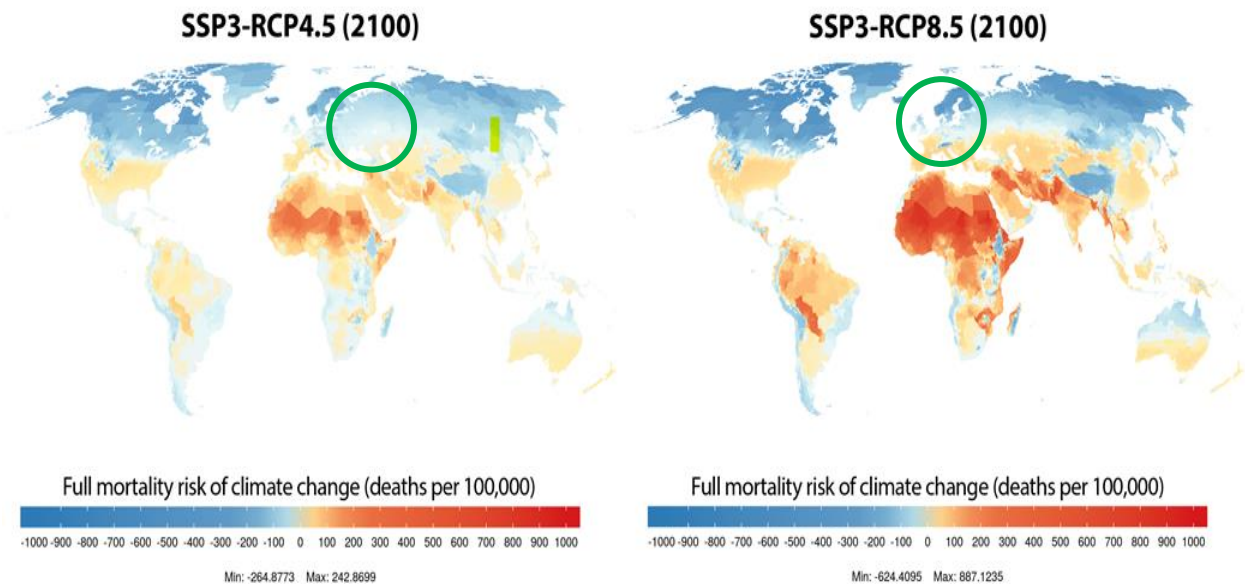 SSP3-RCP4.5 (2100)
Full mortality risk of climate change (deaths per 100,000)
-1000 -900 -800 -700 -600 -500 -400 -300 -200 -100 0 100 200 300 400 500 600 700 800 900 1000
Min: -264.8773 Max: 242.8699
SSP3-RCP8.5 (2100)
Full mortality risk of climate change (deaths per 100,000)
-1000 -900 -800 -700 -600 -500 -400 -300 -200 -100 0 100 200 300 400 500 600 700 800 900 1000
Min: -624.4095 Max: 887.1235